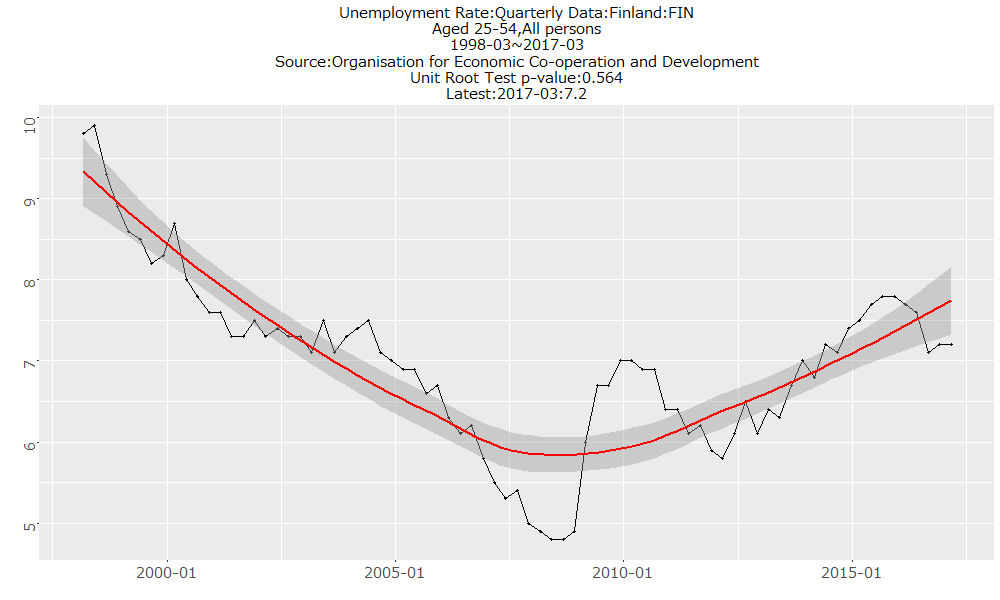 Unemployment Rate:Quarterly Data:Finland:FIN
Aged 25-54,All persons
1998-03~2017-03
Source:Organisation for Economic Co-operation and Development
Unit Root Test p-value:0.564
Latest:2017-03:7.2
10
9
8
7
6
5
2000-01
2005-01
2010-01
2015-01